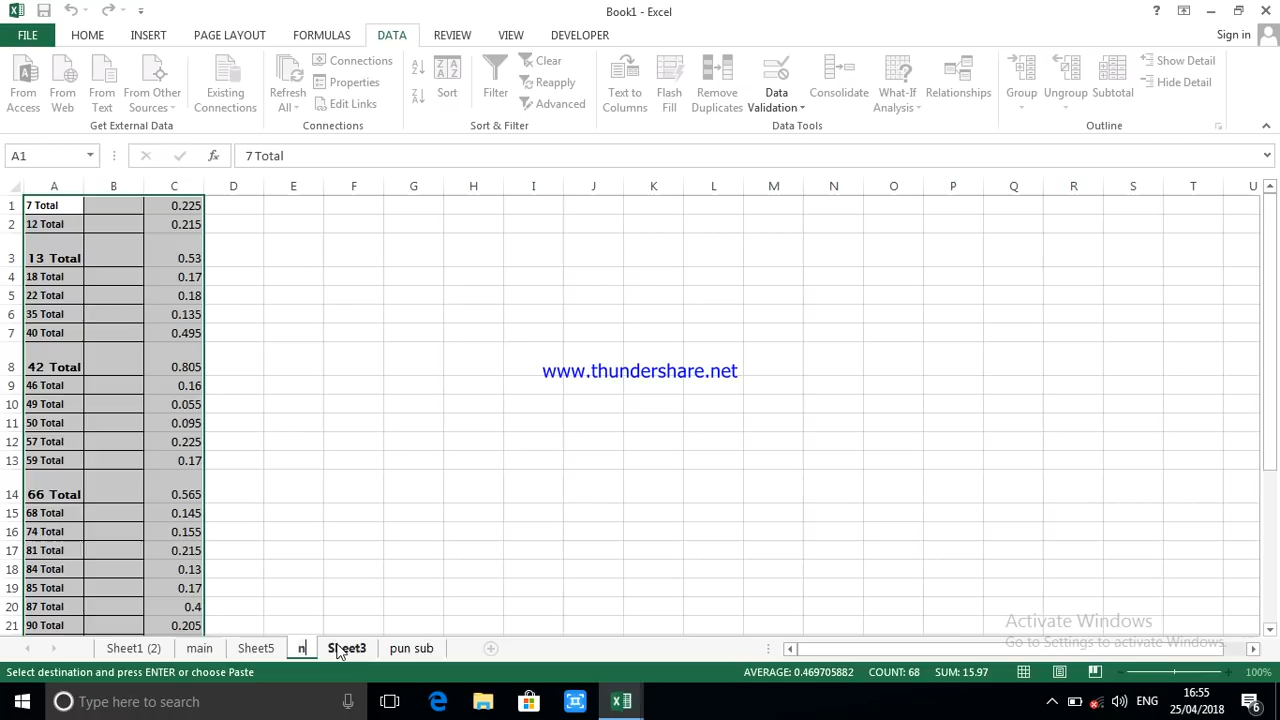 Book1 - Excel
FILE HOME INSERT PAGE LAYOUT FORMULAS DATA REVIEW VIEW DEVELOPER Sign in
From Access
From Web
From Text
From Other Sources
Existing Connections
Get External Data
Refresh All
Connections
Properties
Edit Links
Connections
Sort
Filter
Clear
Reapply
Advanced
Sort & Filter
Text to Columns
Flash Fill
Remove Duplicates
Data Validation
Consolidate
What-If Analysis
Relationships
Data Tools
Group
Ungroup
Subtotal
Show Detail
Hide Detail
Outline
A1 fx 7 Total
A B C D E F G H I J K L M N O P Q R S T U
1 7 Total 0.225
2 12 Total 0.215
3 13 Total 0.53
4 18 Total 0.17
5 22 Total 0.18
6 35 Total 0.135
7 40 Total 0.495
8 42 Total 0.805
9 46 Total 0.16
10 49 Total 0.055
11 50 Total 0.095
12 57 Total 0.225
13 59 Total 0.17
14 66 Total 0.565
15 68 Total 0.145
16 74 Total 0.155
17 81 Total 0.215
18 84 Total 0.13
19 85 Total 0.17
20 87 Total 0.4
21 90 Total 0.205
www.thundershare.net
Activate Windows
Go to Settings to activate Windows.
Sheet1 (2) main Sheet5 n Sheet3 pun sub
Select destination and press ENTER or choose Paste AVERAGE: 0.469705882 COUNT: 68 SUM: 15.97 100%
Type here to search ENG 16:55
25/04/2018 6